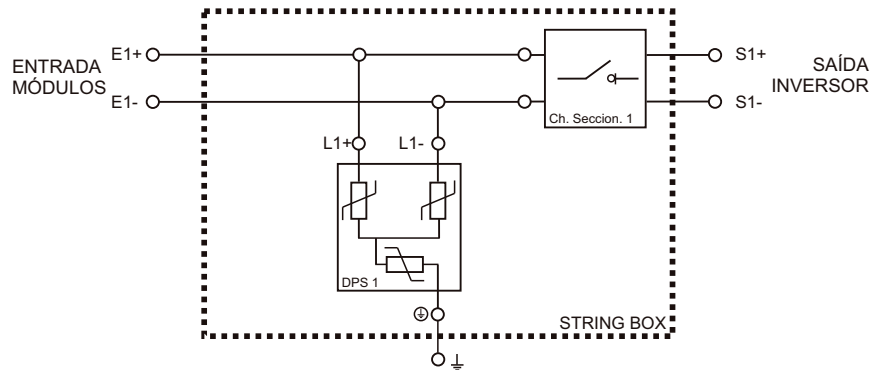 ENTRADA
MÓDULOS
E1+
E1-
S1+
S1-
SAÍDA
INVERSOR
Ch. Seccion. 1
L1+
L1-
DPS 1
STRING BOX